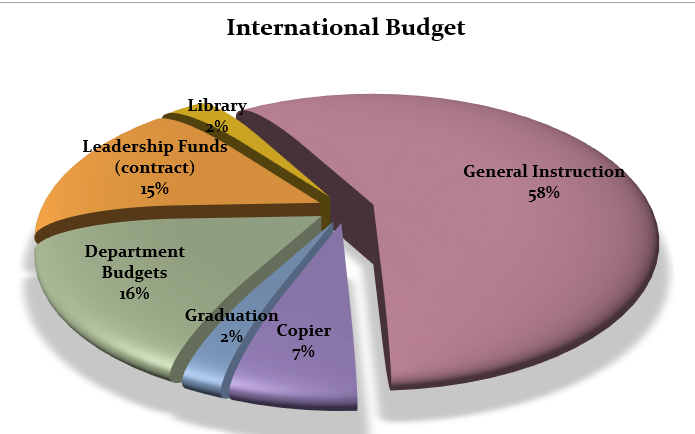 International Budget
Library
2%
Leadership Funds
(contract)
15%
General Instruction
58%
Department
Budgets
16%
Graduation
2%
Copier
7%